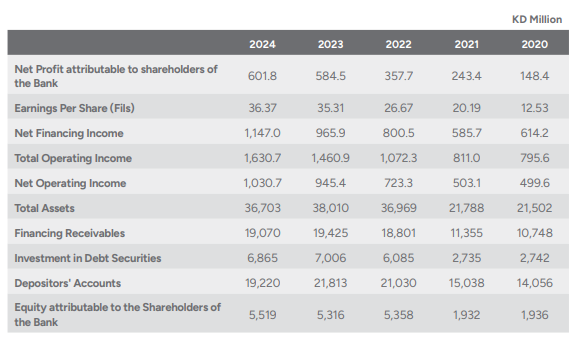 KD Million
2024 2023 2022 2021 2020
Net Profit attributable to shareholders of
the Bank 601.8 584.5 357.7 243.4 148.4
Earnings Per Share (Fils) 36.37 35.31 26.67 20.19 12.53
Net Financing Income 1,147.0 965.9 800.5 585.7 614.2
Total Operating Income 1,630.7 1,460.9 1,072.3 811.0 795.6
Net Operating Income 1,030.7 945.4 723.3 503.1 499.6
Total Assets 36,703 38,010 36,969 21,788 21,502
Financing Receivables 19,070 19,425 18,801 11,355 10,748
Investment in Debt Securities 6,865 7,006 6,085 2,735 2,742
Depositors' Accounts 19,220 21,813 21,030 15,038 14,056
Equity attributable to the Shareholders of
the Bank 5,519 5,316 5,358 1,932 1,936